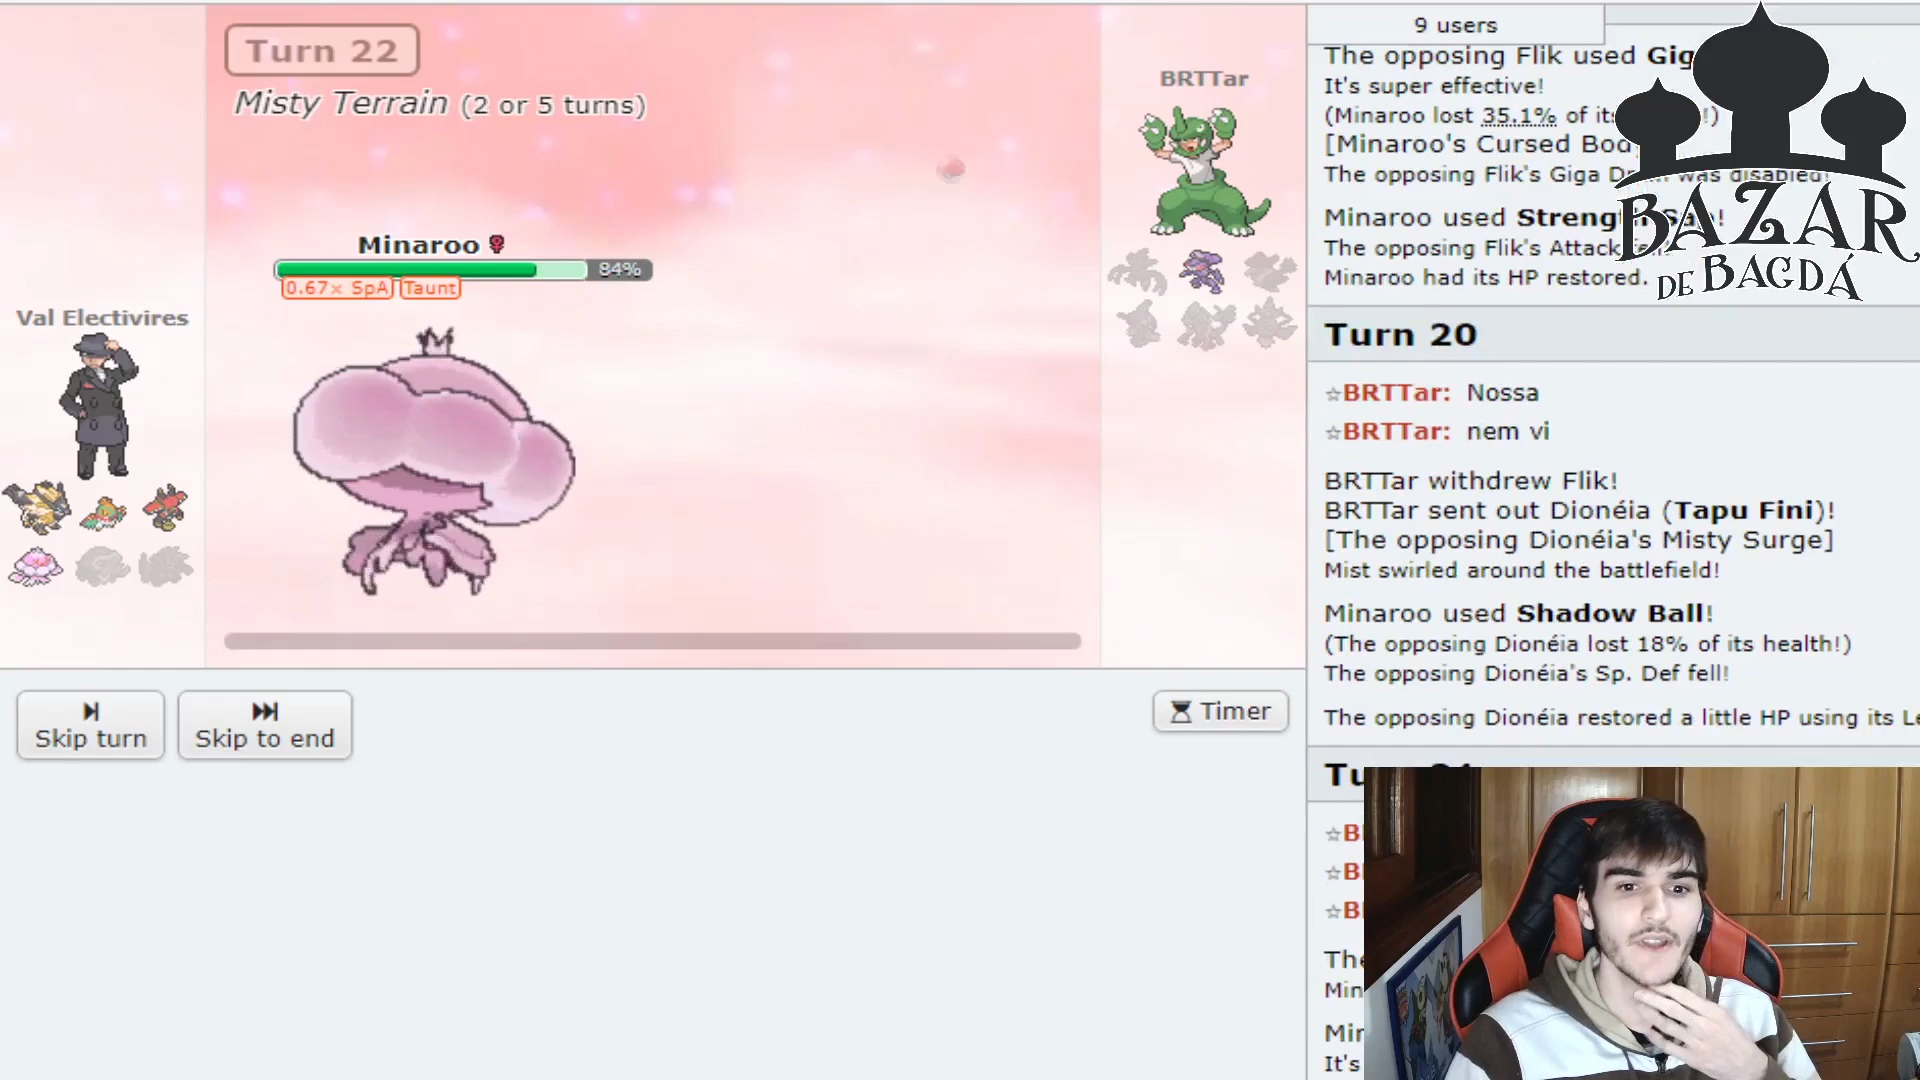 Turn 22
Misty Terrain (2 or 5 turns)
Minaroo
84%
0.67× SpA Taunt
Val Electivires
BRTTar
Skip turn
Skip to end
Timer
9 users
The opposing Flik used
It's super effective!
(Minaroo lost 35.1% of !)
[Minaroo's Cursed
The opposing Flik's Giga was disabled!
Minaroo used Strength Sap!
The opposing Flik's Attack
Minaroo had its HP restored.
Turn 20
☆BRTTar: Nossa
☆BRTTar: nem vi
BRTTar withdrew Flik!
BRTTar sent out Dionéia (Tapu Fini)!
[The opposing Dionéia's Misty Surge]
Mist swirled around the battlefield!
Minaroo used Shadow Ball!
(The opposing Dionéia lost 18% of its health!)
The opposing Dionéia's Sp. Def fell!
The opposing Dionéia restored a little HP using its
It's
BAZAR
DE BAGDÁ